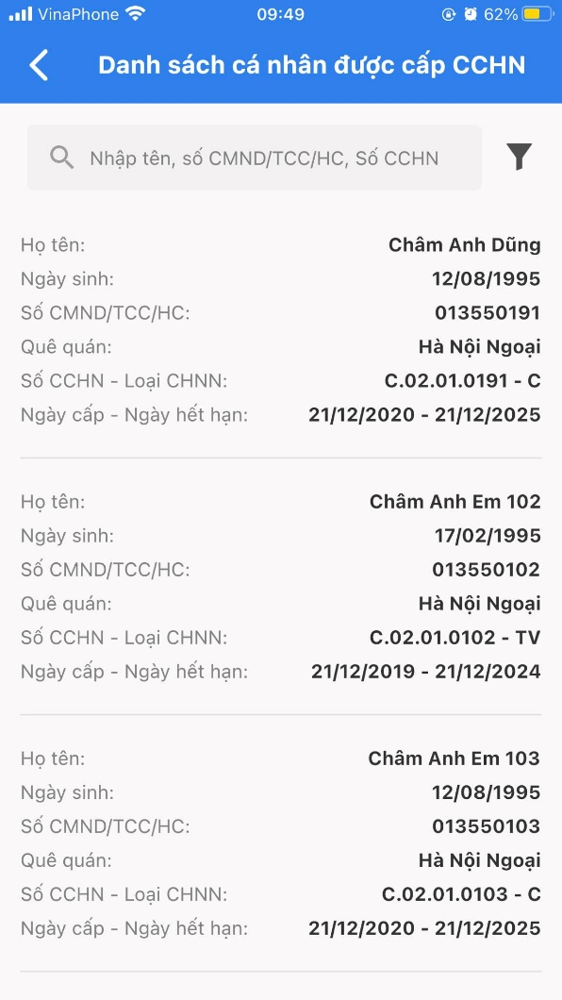 VinaPhone 09:49 62%
Danh sách cá nhân được cấp CCHN
Nhập tên, số CMND/TCC/HC, Số CCHN
Họ tên: Châm Anh Dũng
Ngày sinh: 12/08/1995
Số CMND/TCC/HC: 013550191
Quê quán: Hà Nội Ngoại
Số CCHN - Loại CHNN: C.02.01.0191 - C
Ngày cấp - Ngày hết hạn: 21/12/2020 - 21/12/2025
Họ tên: Châm Anh Em 102
Ngày sinh: 17/02/1995
Số CMND/TCC/HC: 013550102
Quê quán: Hà Nội Ngoại
Số CCHN - Loại CHNN: C.02.01.0102 - TV
Ngày cấp - Ngày hết hạn: 21/12/2019 - 21/12/2024
Họ tên: Châm Anh Em 103
Ngày sinh: 12/08/1995
Số CMND/TCC/HC: 013550103
Quê quán: Hà Nội Ngoại
Số CCHN - Loại CHNN: C.02.01.0103 - C
Ngày cấp - Ngày hết hạn: 21/12/2020 - 21/12/2025